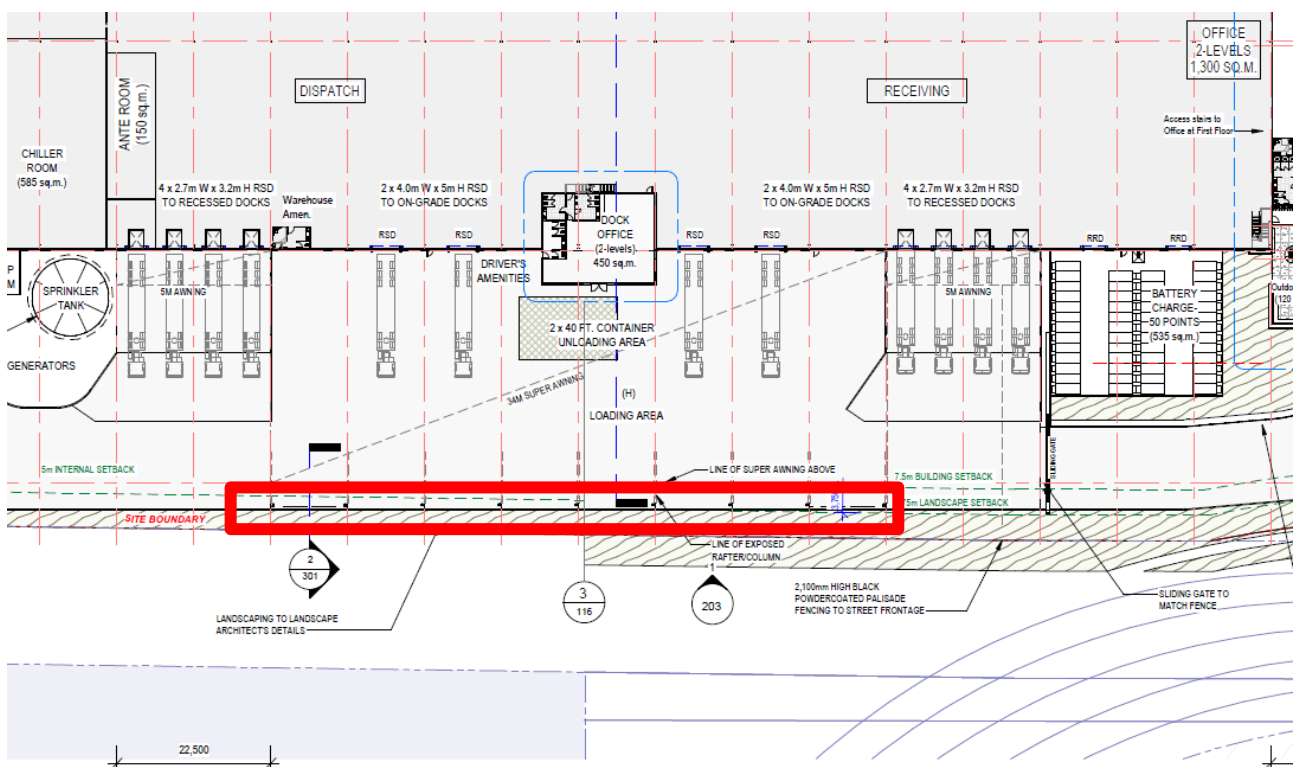 OFFICE
2-LEVELS
1,300 SQ.M.
DISPATCH
RECEIVING
ANTE ROOM
(150 sq.m.)
Access stairs to
Office at First Floor
CHILLER
ROOM
(585 sq.m.)
4 x 2.7m W x 3.2m H RSD
TO RECESSED DOCKS
Warehouse
Amen.
2 x 4.0m W x 5m H RSD
TO ON-GRADE DOCKS
DOCK
OFFICE
(2-levels)
450 sq.m.
2 x 4.0m W x 5m H RSD
TO ON-GRADE DOCKS
4 x 2.7m W x 3.2m H RSD
TO RECESSED DOCKS
RSD
RSD
RSD
RSD
RRD
RRD
P
M
SPRINKLER
TANK
5M AWNING
DRIVER'S
AMENITIES
5M AWNING
BATTERY
CHARGE-
50 POINTS
(535 sq.m.)
Outdo
(120
2 x 40 FT. CONTAINER
UNLOADING AREA
GENERATORS
34M SUPER AWNING
(H)
LOADING AREA
SLIDING GATE
5m INTERNAL SETBACK
LINE OF SUPER AWNING ABOVE
7.5m BUILDING SETBACK
75m LANDSCAPE SETBACK
3.75
SITE BOUNDARY
LINE OF EXPOSED
RAFTER/COLUMN
2
301
3
116
1
203
2,100mm HIGH BLACK
POWDERCOATED PALISADE
FENCING TO STREET FRONTAGE
SLIDING GATE TO
MATCH FENCE
LANDSCAPING TO LANDSCAPE
ARCHITECT'S DETAILS
22,500